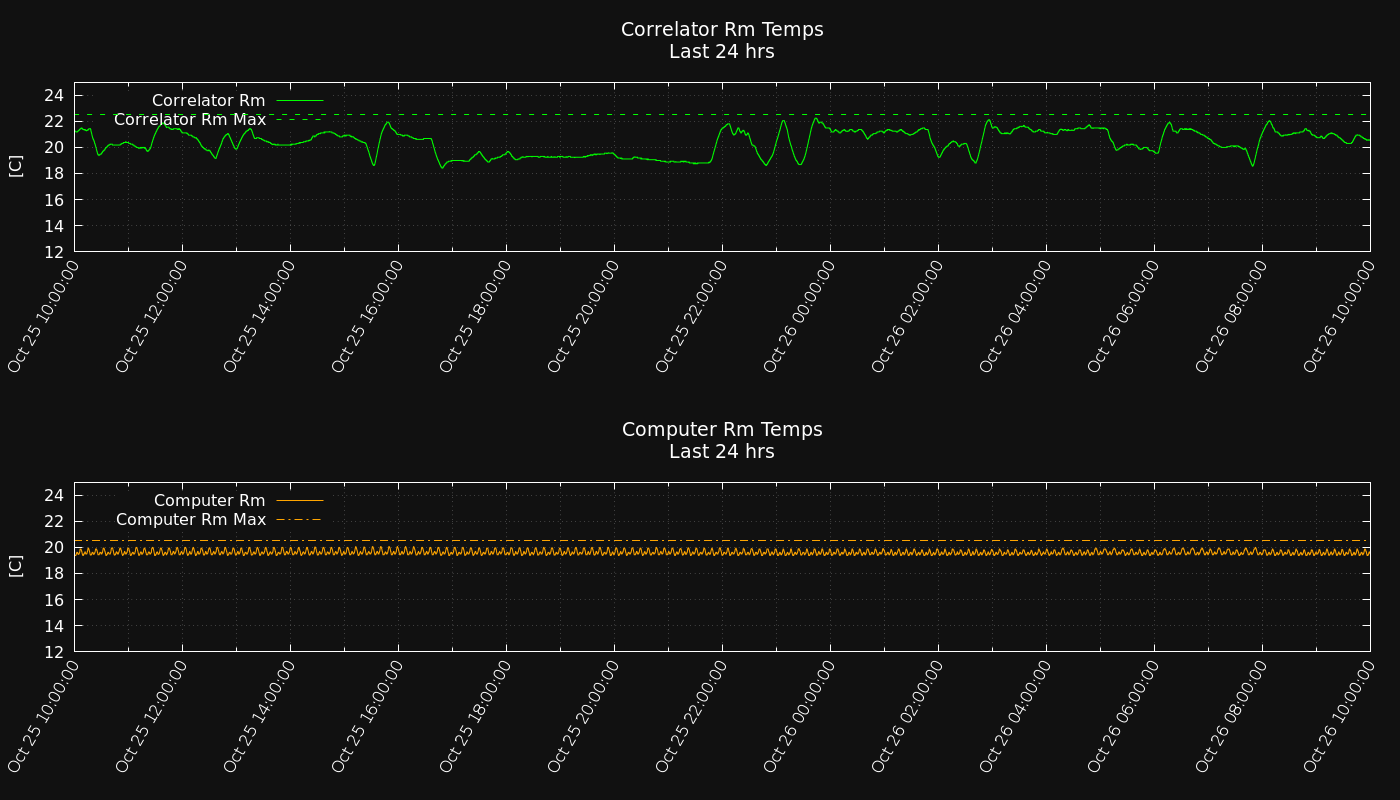 Correlator Rm Temps
Last 24 hrs
24
22
20
18
16
14
12
[C]
Correlator Rm
Correlator Rm Max
Oct 25 10:00:00
Oct 25 12:00:00
Oct 25 14:00:00
Oct 25 16:00:00
Oct 25 18:00:00
Oct 25 20:00:00
Oct 25 22:00:00
Oct 26 00:00:00
Oct 26 02:00:00
Oct 26 04:00:00
Oct 26 06:00:00
Oct 26 08:00:00
Oct 26 10:00:00
Computer Rm Temps
Last 24 hrs
24
22
20
18
16
14
12
[C]
Computer Rm
Computer Rm Max
Oct 25 10:00:00
Oct 25 12:00:00
Oct 25 14:00:00
Oct 25 16:00:00
Oct 25 18:00:00
Oct 25 20:00:00
Oct 25 22:00:00
Oct 26 00:00:00
Oct 26 02:00:00
Oct 26 04:00:00
Oct 26 06:00:00
Oct 26 08:00:00
Oct 26 10:00:00